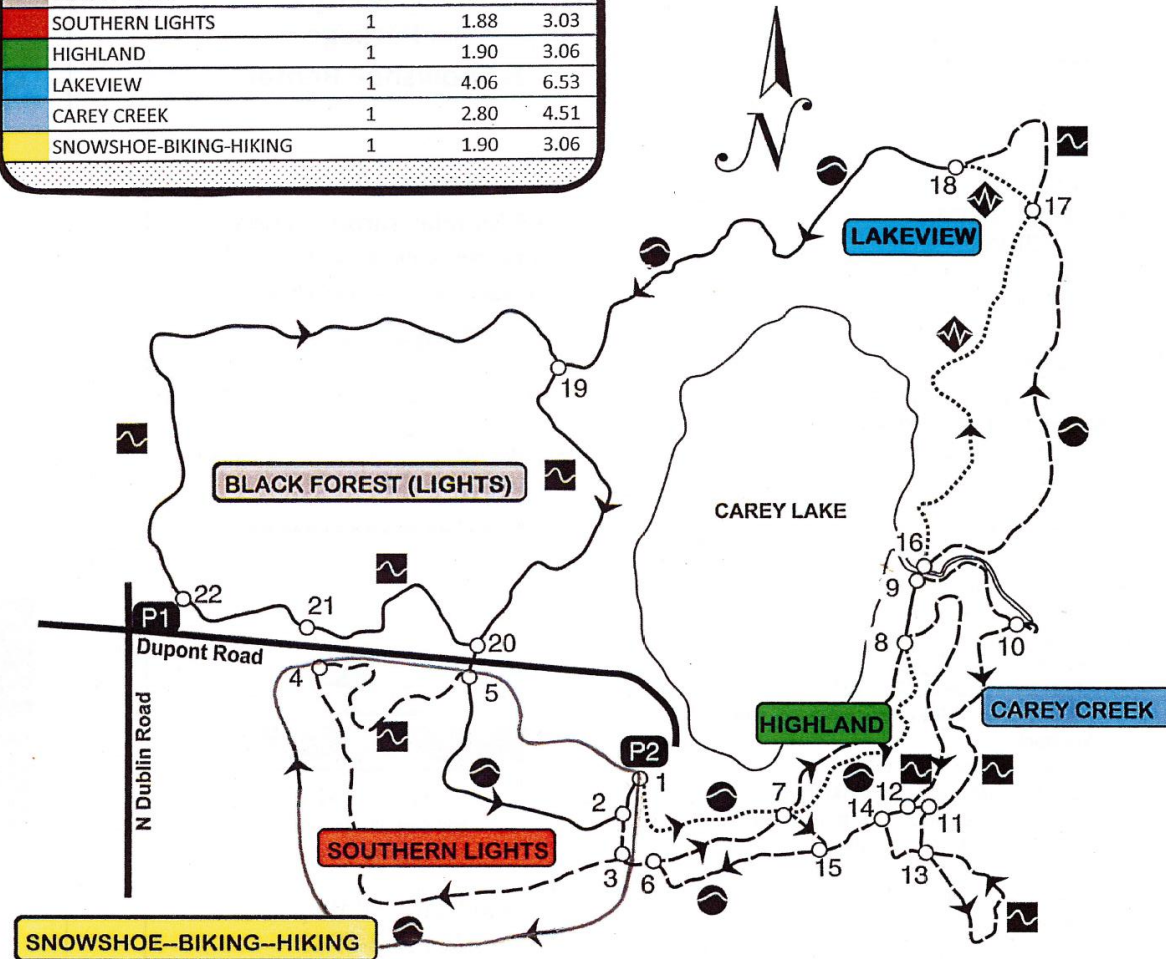 SOUTHERN LIGHTS 1 1.88 3.03
HIGHLAND 1 1.90 3.06
LAKEVIEW 1 4.06 6.53
CAREY CREEK 1 2.80 4.51
SNOWSHOE-BIKING-HIKING 1 1.90 3.06
N
18
17
LAKEVIEW
19
BLACK FOREST (LIGHTS)
CAREY LAKE
16
9
22
21
P1
20
8
10
Dupont Road
4
5
CAREY CREEK
HIGHLAND
P2
1
N Dublin Road
2
7
12
14
11
SOUTHERN LIGHTS
3
6
15
13
SNOWSHOE--BIKING--HIKING